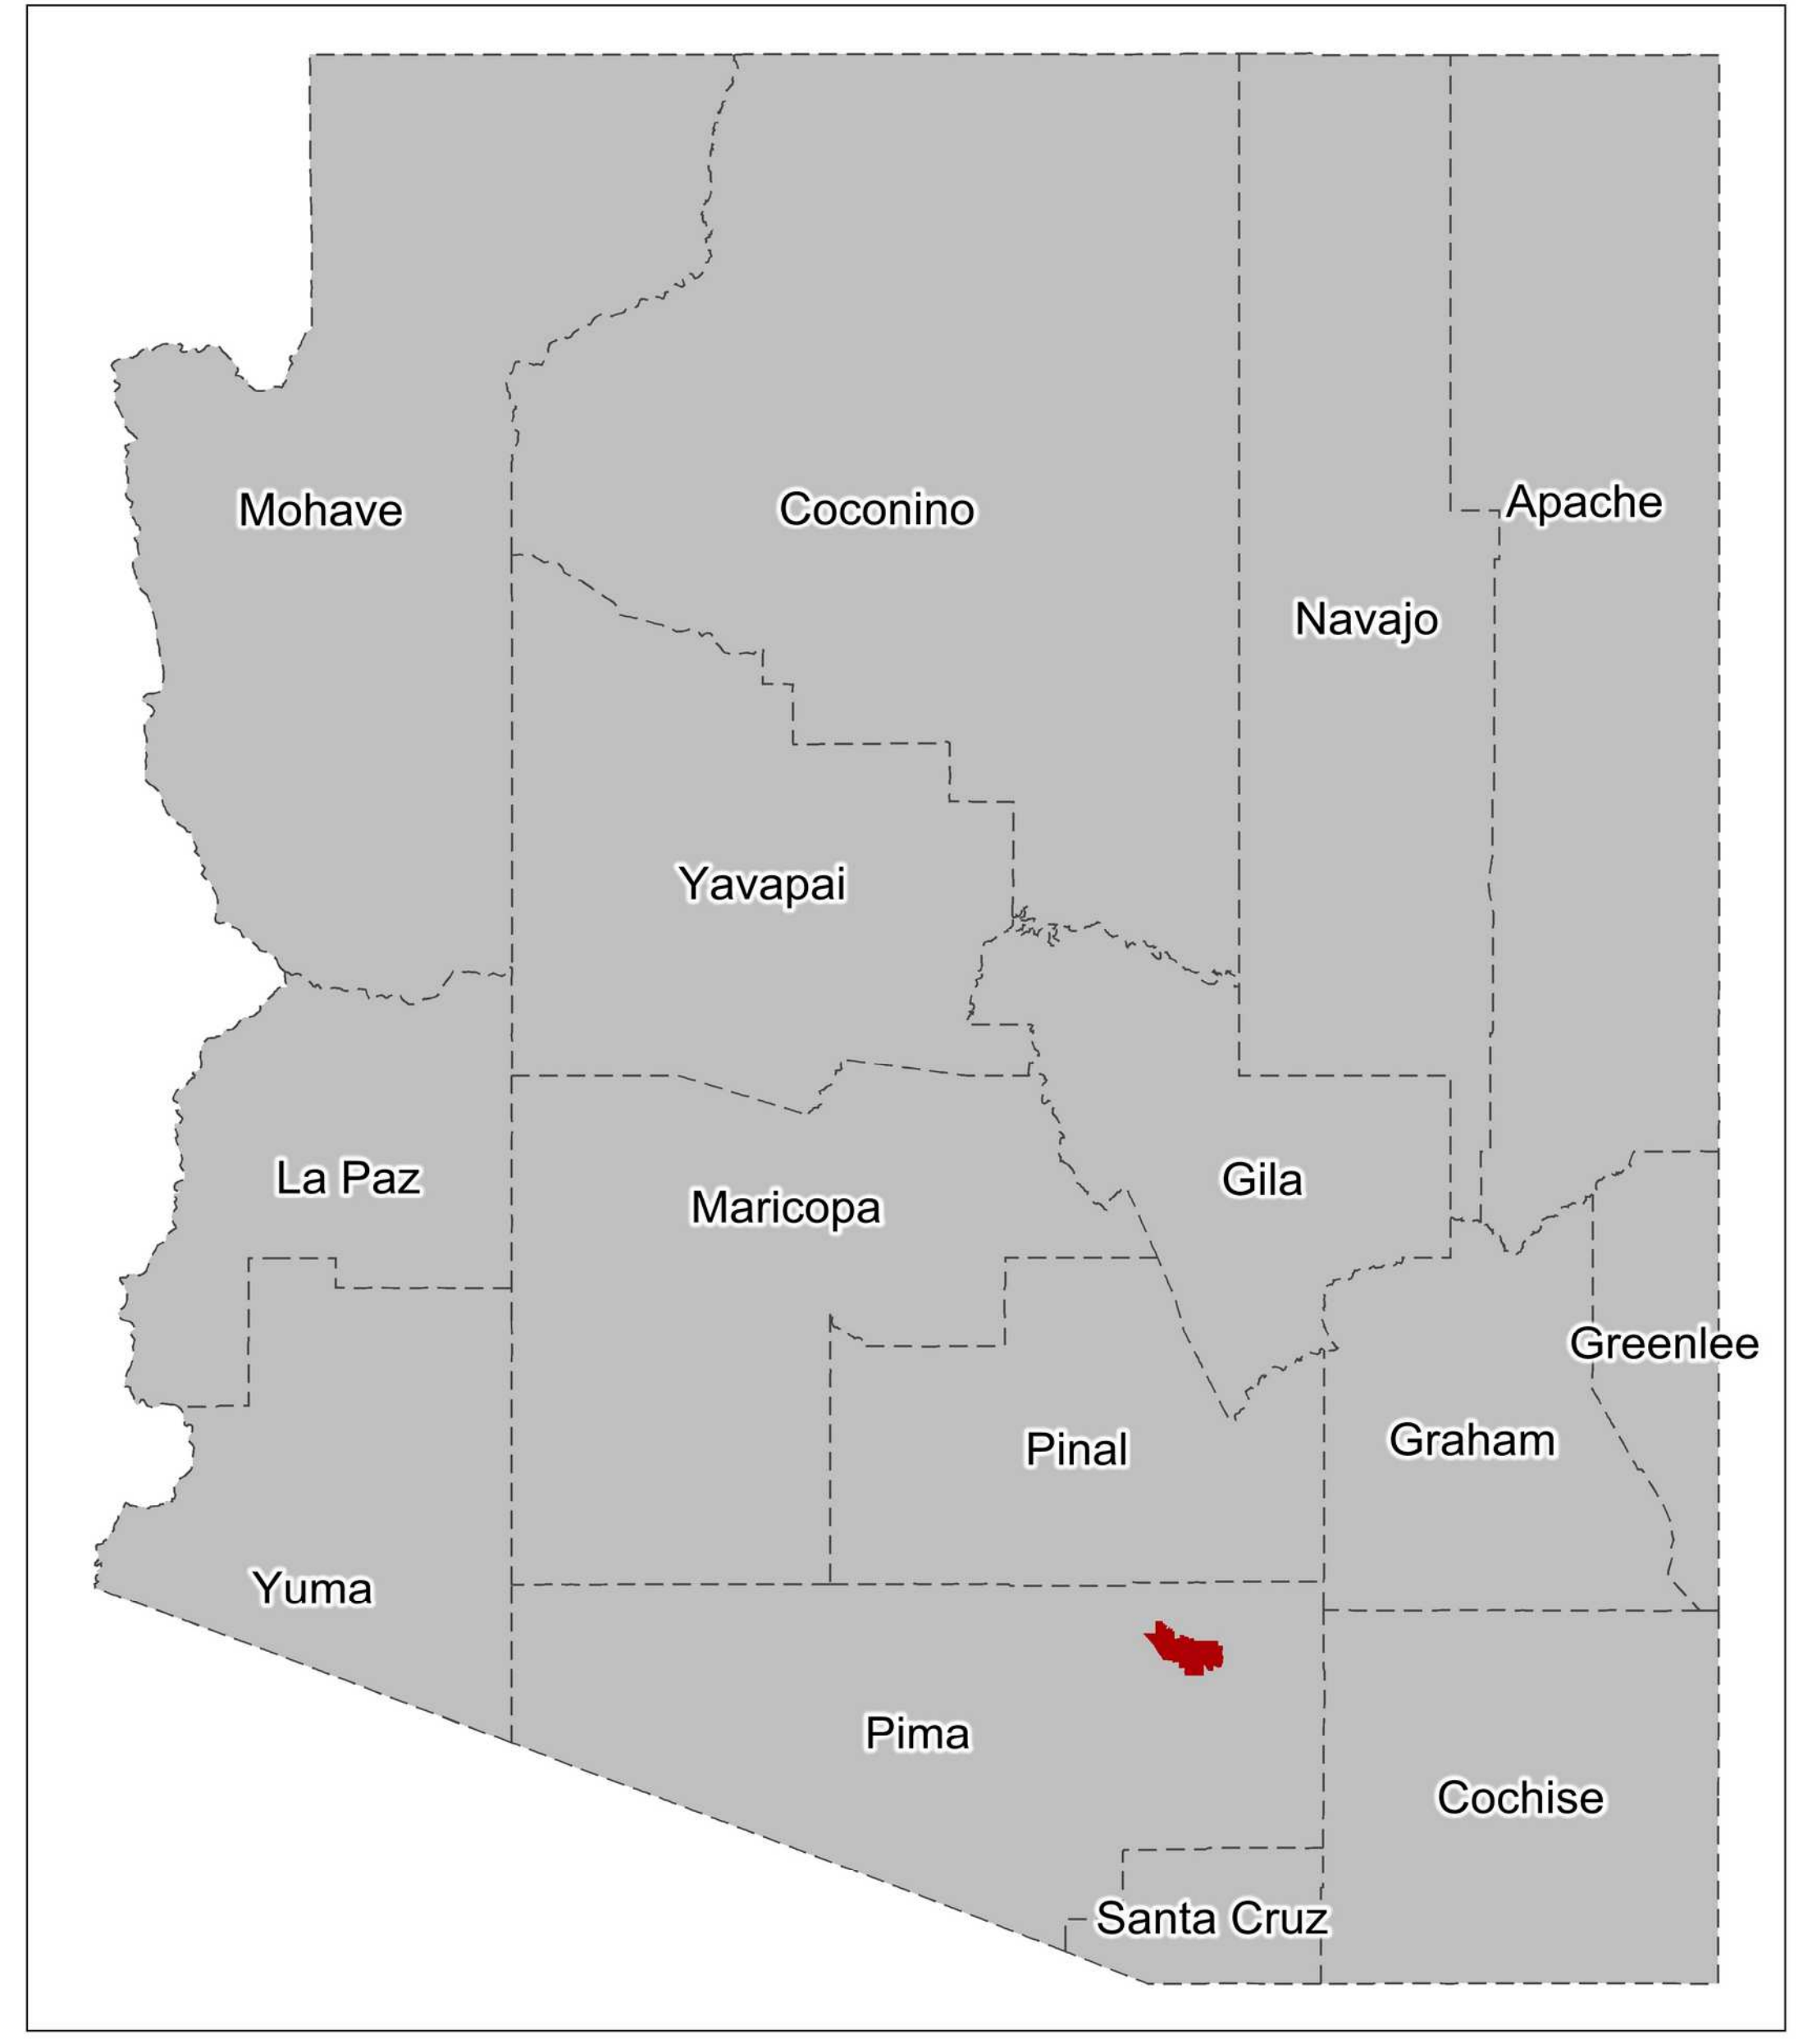 Mohave
Coconino
Apache
Navajo
Yavapai
La Paz
Maricopa
Gila
Greenlee
Pinal
Graham
Yuma
Pima
Cochise
Santa Cruz